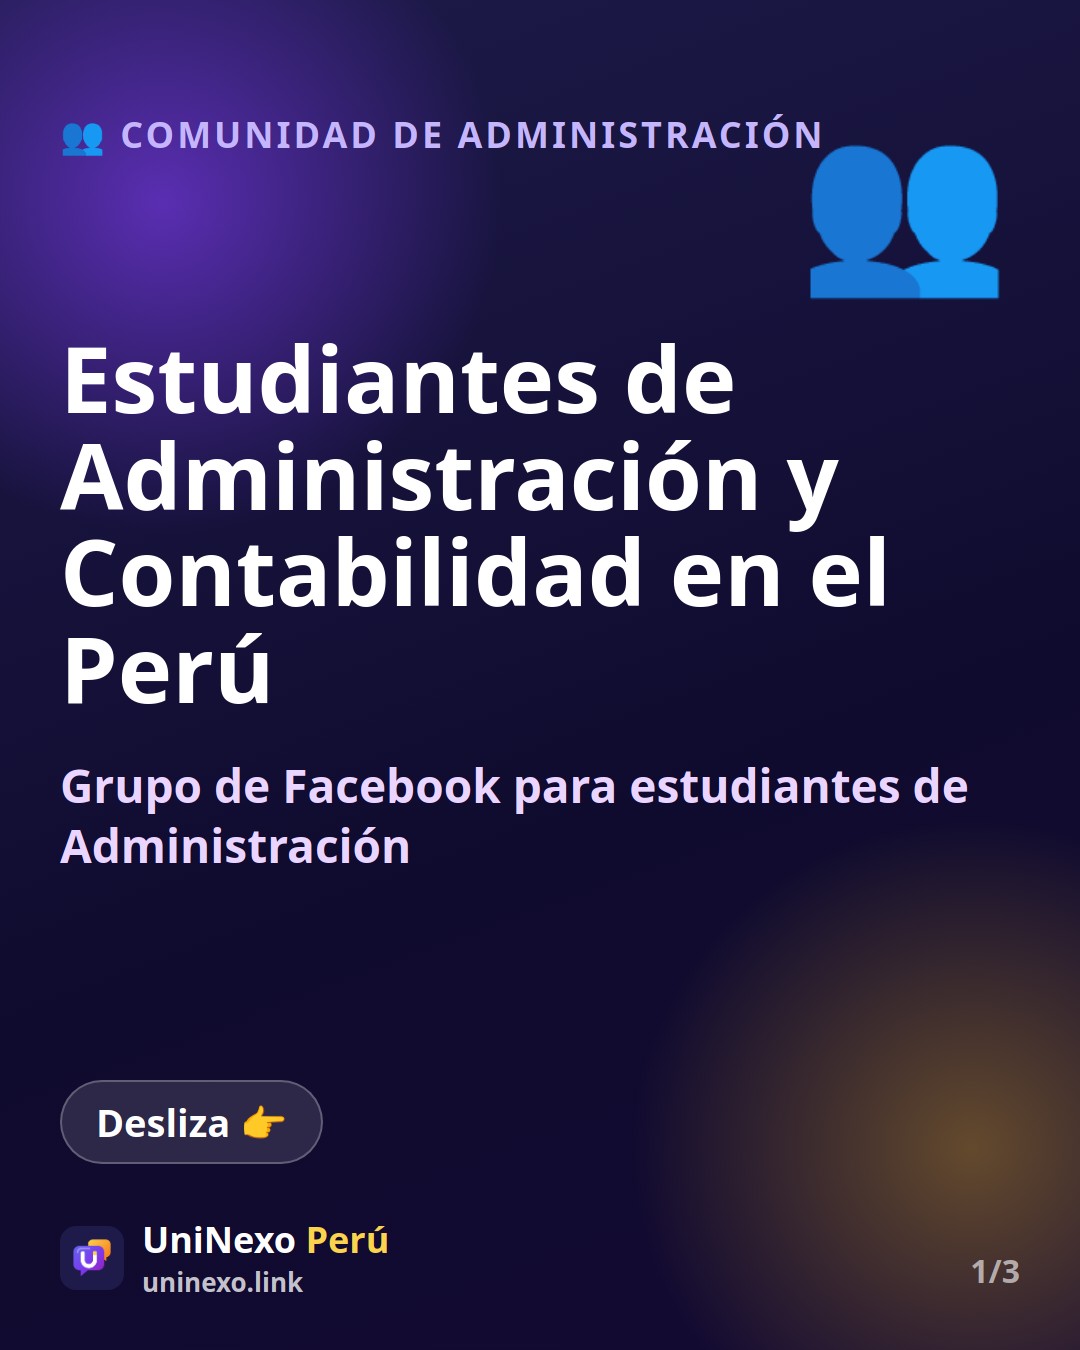 👥 COMUNIDAD DE ADMINISTRACIÓN
Estudiantes de
Administración y
Contabilidad en el
Perú
Grupo de Facebook para estudiantes de
Administración
Desliza 👉
U
UniNexo Perú
uninexo.link
1/3